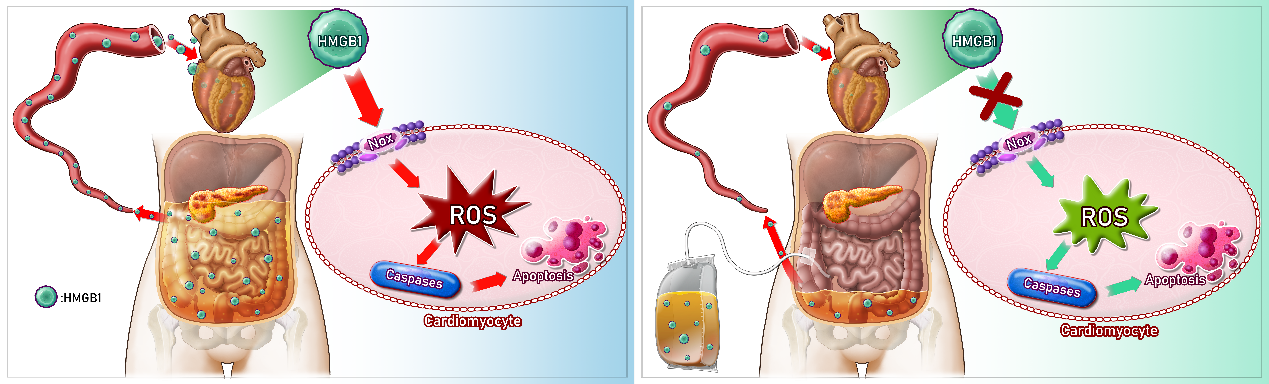 HMGB1
Nox
ROS
Caspases
Apoptosis
Cardiomyocyte
:HMGB1
HMGB1
Nox
ROS
Caspases
Apoptosis
Cardiomyocyte